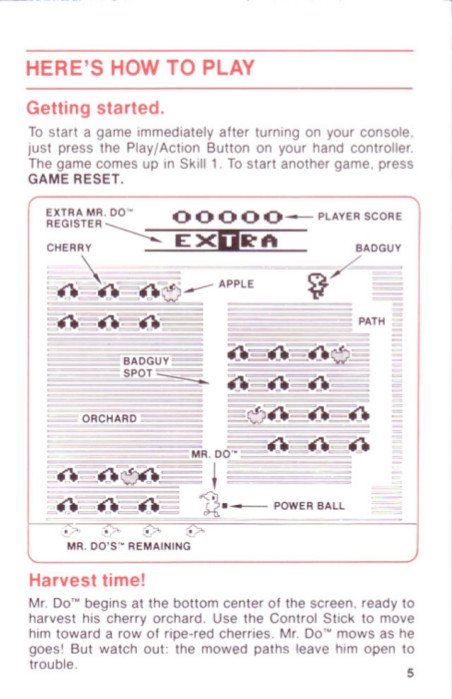 HERE'S HOW TO PLAY
Getting started.
To start a game immediately after turning on your console,
just press the Play/Action Button on your hand controller.
The game comes up in Skill 1. To start another game, press
GAME RESET.
EXTRA MR. DO™
REGISTER
00000
PLAYER SCORE
EXTRA
CHERRY
BADGUY
APPLE
PATH
BADGUY
SPOT
ORCHARD
MR. DO™
POWER BALL
MR. DO'S™ REMAINING
Harvest time!
Mr. Do™ begins at the bottom center of the screen, ready to
harvest his cherry orchard. Use the Control Stick to move
him toward a row of ripe-red cherries. Mr. Do™ mows as he
goes! But watch out: the mowed paths leave him open to
trouble.
5